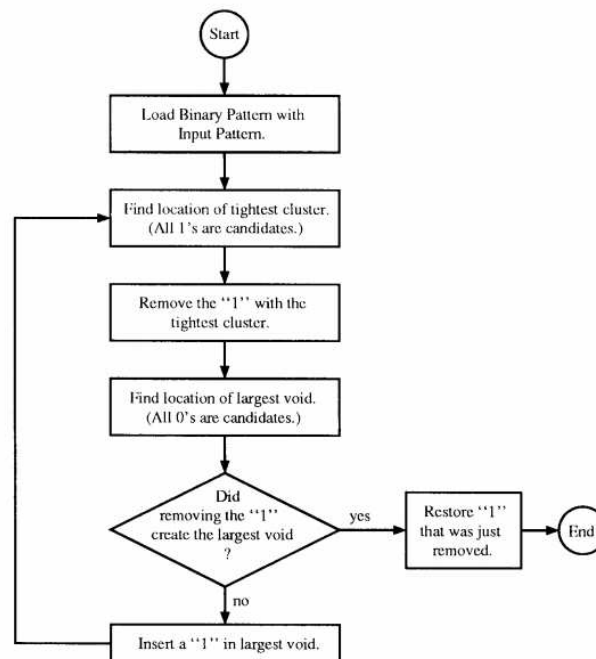 Start
Load Binary Pattern with
Input Pattern.
Find location of tightest cluster.
(All 1's are candidates.)
Remove the “1” with the
tightest cluster.
Find location of largest void.
(All 0's are candidates.)
Did
removing the “1”
create the largest void
?
yes
Restore “1”
that was just
removed.
End
no
Insert a “1” in largest void.